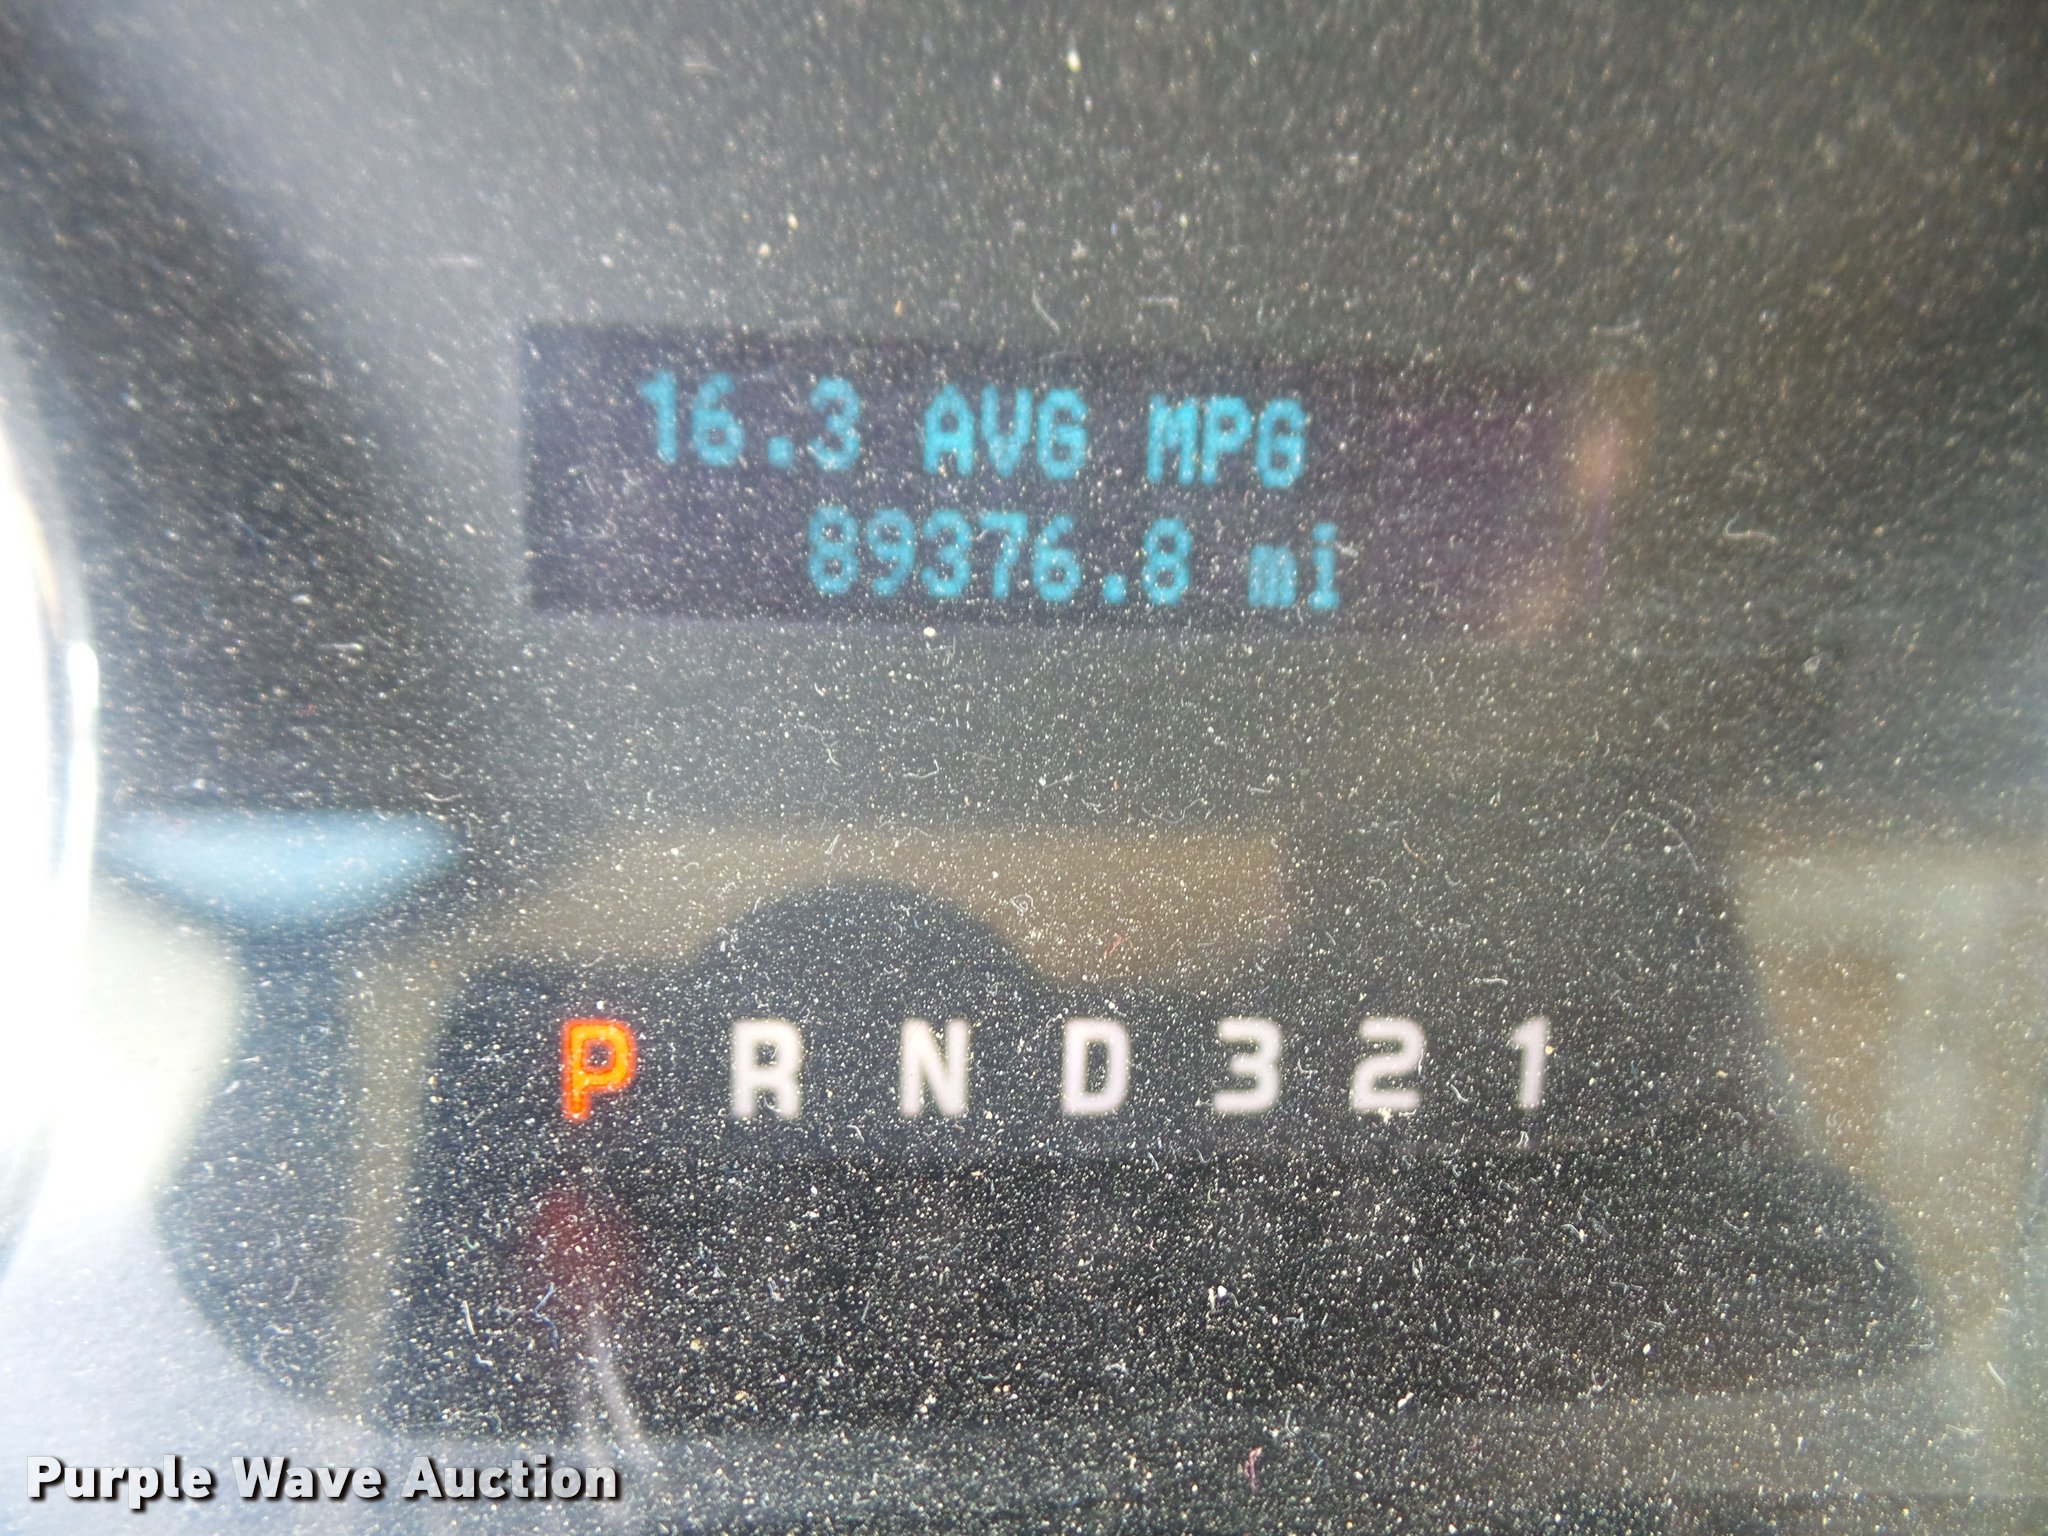 16.3 AVG MPG
89376.8 mi
P R N D 3 2 1
Purple Wave Auction